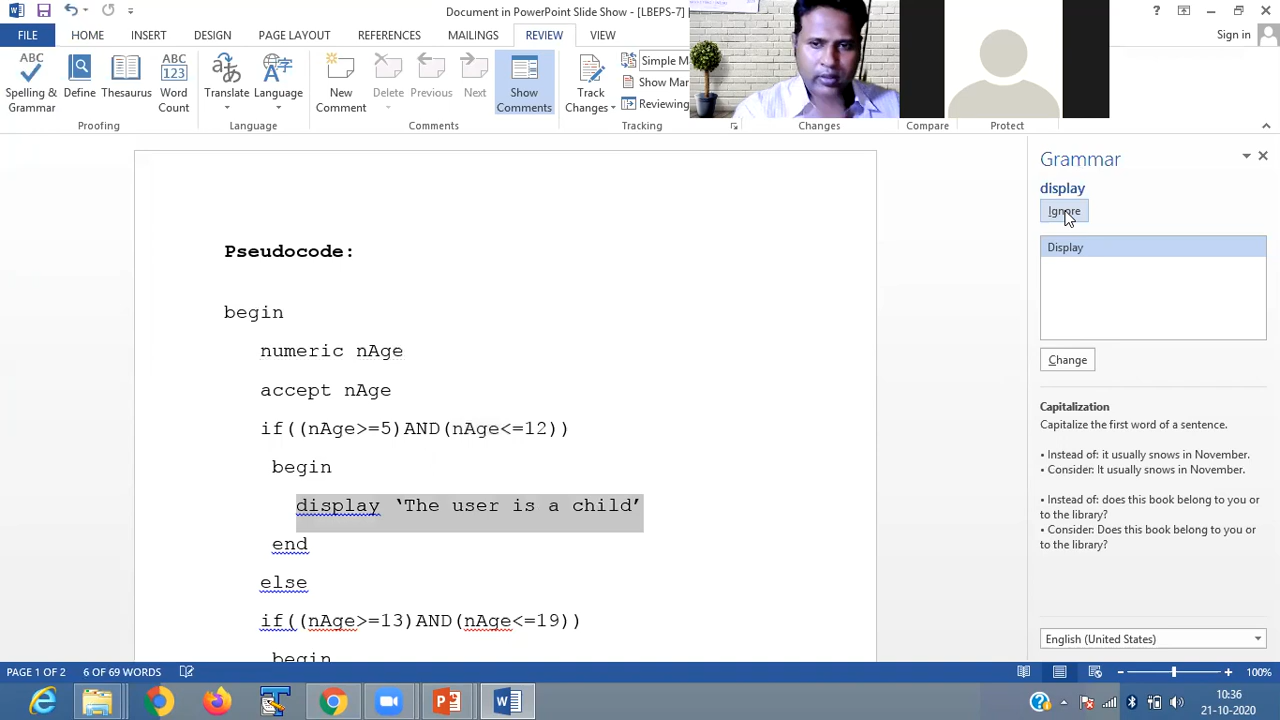 Document in PowerPoint Slide Show - [LBEPS-7]
?
FILE HOME INSERT DESIGN PAGE LAYOUT REFERENCES MAILINGS REVIEW VIEW Sign in
ABC
Spelling & Grammar
Define
Thesaurus
ABC
123
Word Count
Translate
Language
New Comment
Delete
Previous
Next
Show Comments
Track Changes
Simple M
Show Mar
Reviewing
Proofing Language Comments Tracking Changes Compare Protect
Pseudocode:
begin
numeric nAge
accept nAge
if((nAge>=5)AND(nAge<=12))
begin
display ‘The user is a child’
end
else
if((nAge>=13)AND(nAge<=19))
begin
Grammar
display
Ignore
Display
Change
Capitalization
Capitalize the first word of a sentence.
• Instead of: it usually snows in November.
• Consider: It usually snows in November.
• Instead of: does this book belong to you or
to the library?
• Consider: Does this book belong to you or
to the library?
English (United States)
PAGE 1 OF 2 6 OF 69 WORDS 100%
10:36
21-10-2020